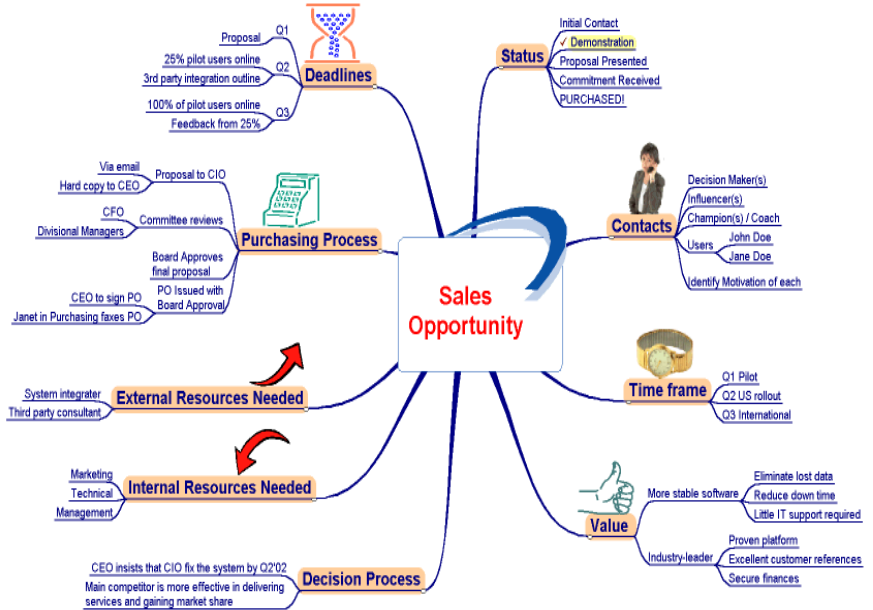 Sales
Opportunity
Status
Initial Contact
✓ Demonstration
Proposal Presented
Commitment Received
PURCHASED!
Contacts
Decision Maker(s)
Influencer(s)
Champion(s) / Coach
Users
John Doe
Jane Doe
Identify Motivation of each
Time frame
Q1 Pilot
Q2 US rollout
Q3 International
Value
More stable software
Eliminate lost data
Reduce down time
Little IT support required
Industry-leader
Proven platform
Excellent customer references
Secure finances
Deadlines
Q1
Proposal
Q2
25% pilot users online
3rd party integration outline
Q3
100% of pilot users online
Feedback from 25%
Purchasing Process
Proposal to CIO
Via email
Hard copy to CEO
Committee reviews
CFO
Divisional Managers
Board Approves
final proposal
PO Issued with
Board Approval
CEO to sign PO
Janet in Purchasing faxes PO
External Resources Needed
System integrater
Third party consultant
Internal Resources Needed
Marketing
Technical
Management
Decision Process
CEO insists that CIO fix the system by Q2'02
Main competitor is more effective in delivering
services and gaining market share